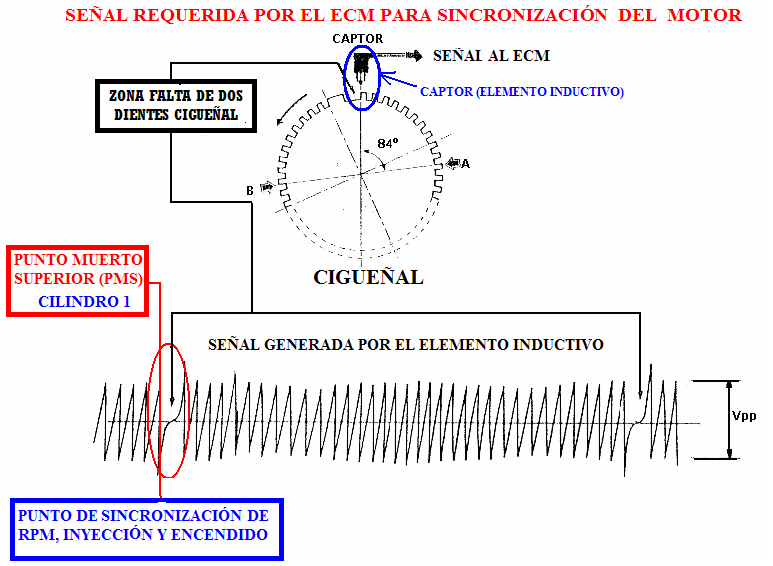 SEÑAL REQUERIDA POR EL ECM PARA SINCRONIZACIÓN DEL MOTOR
CAPTOR
SEÑAL AL ECM
CAPTOR (ELEMENTO INDUCTIVO)
ZONA FALTA DE DOS
DIENTES CIGUEÑAL
84º
A
B
CIGUEÑAL
PUNTO MUERTO
SUPERIOR (PMS)
CILINDRO 1
SEÑAL GENERADA POR EL ELEMENTO INDUCTIVO
Vpp
PUNTO DE SINCRONIZACIÓN DE
RPM, INYECCIÓN Y ENCENDIDO